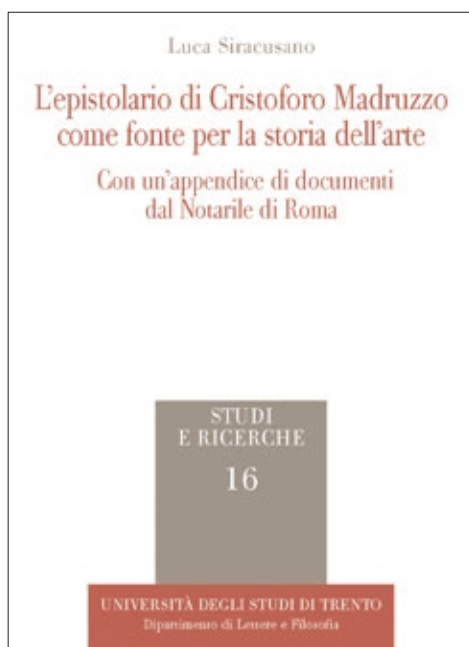 Luca Siracusano
L'epistolario di Cristoforo Madruzzo
come fonte per la storia dell'arte
Con un'appendice di documenti
dal Notarile di Roma
STUDI
E RICERCHE
16
UNIVERSITÀ DEGLI STUDI DI TRENTO
Dipartimento di Lettere e Filosofia